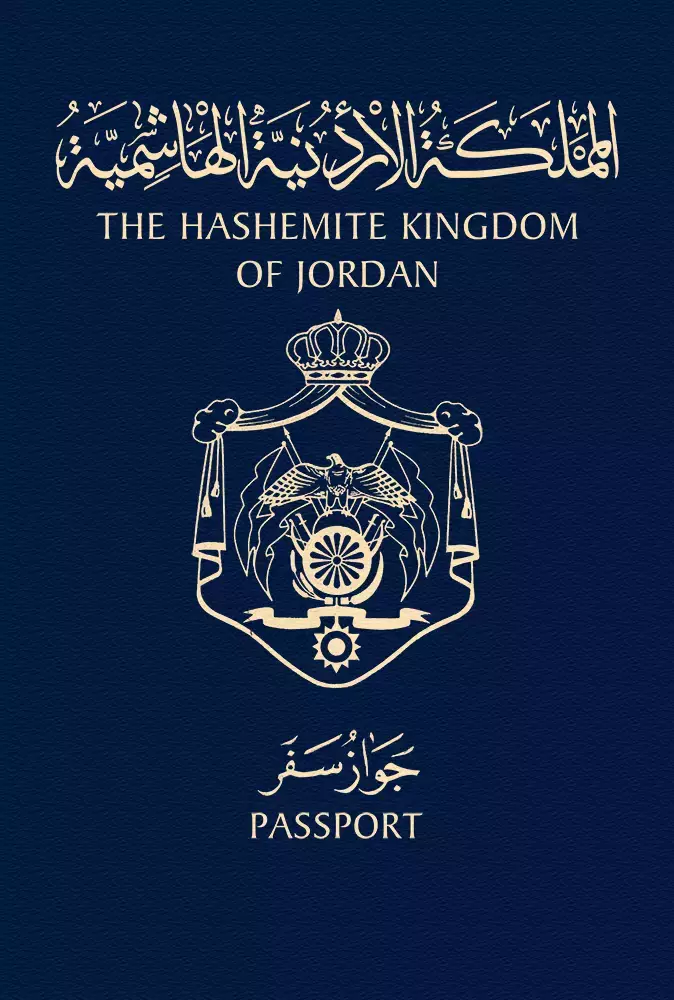 المملكة الأردنية الهاشمية
THE HASHEMITE KINGDOM
OF JORDAN
جواز سفر
PASSPORT